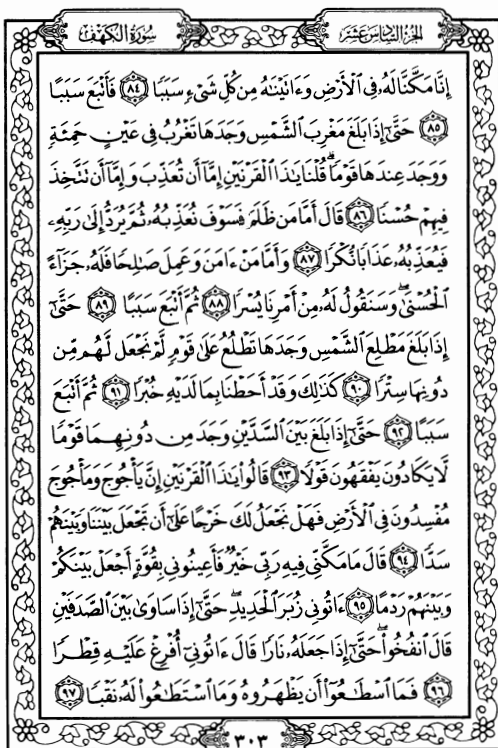 الجزء السادس عشر
سورة الكهف
إِنَّا مَكَّنَّا لَهُۥ فِى ٱلْأَرْضِ وَءَاتَيْنَٰهُ مِن كُلِّ شَىْءٍ سَبَبًا ٨٤ فَأَتْبَعَ سَبَبًا
٨٥ حَتَّىٰٓ إِذَا بَلَغَ مَغْرِبَ ٱلشَّمْسِ وَجَدَهَا تَغْرُبُ فِى عَيْنٍ حَمِئَةٍ
وَوَجَدَ عِندَهَا قَوْمًا ۗ قُلْنَا يَٰذَا ٱلْقَرْنَيْنِ إِمَّآ أَن تُعَذِّبَ وَإِمَّآ أَن تَتَّخِذَ
فِيهِمْ حُسْنًا ٨٦ قَالَ أَمَّا مَن ظَلَمَ فَسَوْفَ نُعَذِّبُهُۥ ثُمَّ يُرَدُّ إِلَىٰ رَبِّهِۦ
فَيُعَذِّبُهُۥ عَذَابًا نُّكْرًا ٨٧ وَأَمَّا مَنْ ءَامَنَ وَعَمِلَ صَٰلِحًا فَلَهُۥ جَزَآءً
ٱلْحُسْنَىٰ ۖ وَسَنَقُولُ لَهُۥ مِنْ أَمْرِنَا يُسْرًا ٨٨ ثُمَّ أَتْبَعَ سَبَبًا ٨٩ حَتَّىٰٓ
إِذَا بَلَغَ مَطْلِعَ ٱلشَّمْسِ وَجَدَهَا تَطْلُعُ عَلَىٰ قَوْمٍ لَّمْ نَجْعَل لَّهُم مِّن
دُونِهَا سِتْرًا ٩٠ كَذَٰلِكَ وَقَدْ أَحَطْنَا بِمَا لَدَيْهِ خُبْرًا ٩١ ثُمَّ أَتْبَعَ
سَبَبًا ٩٢ حَتَّىٰٓ إِذَا بَلَغَ بَيْنَ ٱلسَّدَّيْنِ وَجَدَ مِن دُونِهِمَا قَوْمًا
لَّا يَكَادُونَ يَفْقَهُونَ قَوْلًا ٩٣ قَالُوا۟ يَٰذَا ٱلْقَرْنَيْنِ إِنَّ يَأْجُوجَ وَمَأْجُوجَ
مُفْسِدُونَ فِى ٱلْأَرْضِ فَهَلْ نَجْعَلُ لَكَ خَرْجًا عَلَىٰٓ أَن تَجْعَلَ بَيْنَنَا وَبَيْنَهُمْ
سَدًّا ٩٤ قَالَ مَا مَكَّنِّى فِيهِ رَبِّى خَيْرٌ فَأَعِينُونِى بِقُوَّةٍ أَجْعَلْ بَيْنَكُمْ
وَبَيْنَهُمْ رَدْمًا ٩٥ ءَاتُونِى زُبَرَ ٱلْحَدِيدِ ۖ حَتَّىٰٓ إِذَا سَاوَىٰ بَيْنَ ٱلصَّدَفَيْنِ
قَالَ ٱنفُخُوا۟ ۖ حَتَّىٰٓ إِذَا جَعَلَهُۥ نَارًا قَالَ ءَاتُونِىٓ أُفْرِغْ عَلَيْهِ قِطْرًا
٩٦ فَمَا ٱسْطَٰعُوٓا۟ أَن يَظْهَرُوهُ وَمَا ٱسْتَطَٰعُوا۟ لَهُۥ نَقْبًا ٩٧
٣٠٣